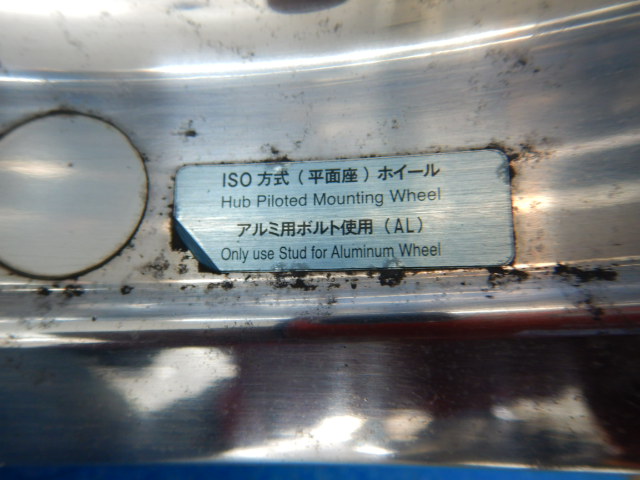 ISO 方式 (平面座) ホイール
Hub Piloted Mounting Wheel
アルミ用ボルト使用 (AL)
Only use Stud for Aluminum Wheel